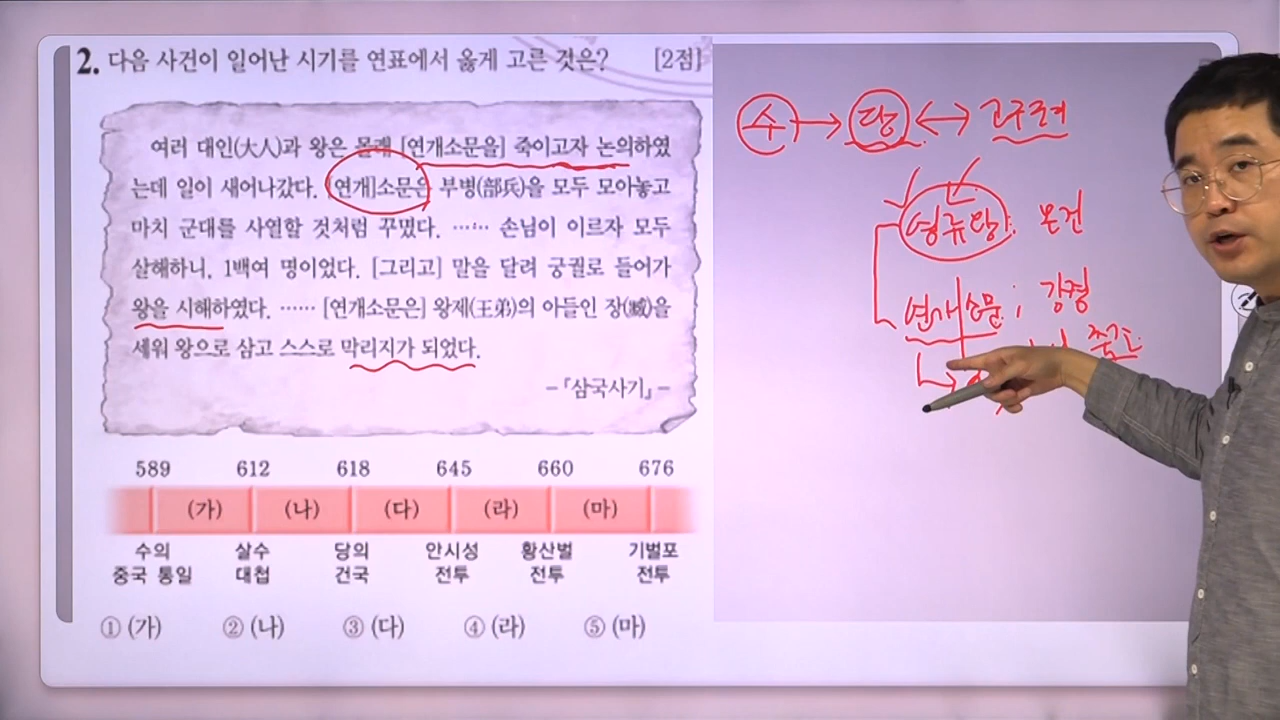 2. 다음 사건이 일어난 시기를 연표에서 옳게 고른 것은? [2점]
여러 대인(大人)과 왕은 몰래 [연개소문을] 죽이고자 논의하였
는데 일이 새어나갔다. [연개]소문은 부병(部兵)을 모두 모아놓고
마치 군대를 사열할 것처럼 꾸몄다. …… 손님이 이르자 모두
살해하니, 1백여 명이었다. [그리고] 말을 달려 궁궐로 들어가
왕을 시해하였다. …… [연개소문은] 왕제(王弟)의 아들인 장(臧)을
세워 왕으로 삼고 스스로 막리지가 되었다.
-『삼국사기』-
589 612 618 645 660 676
(가) (나) (다) (라) (마)
수의 살수 당의 안시성 황산벌 기벌포
중국 통일 대첩 건국 전투 전투 전투
① (가) ② (나) ③ (다) ④ (라) ⑤ (마)
수 → 당 ↔ 고구려
영류왕: 온건
연개소문; 강경